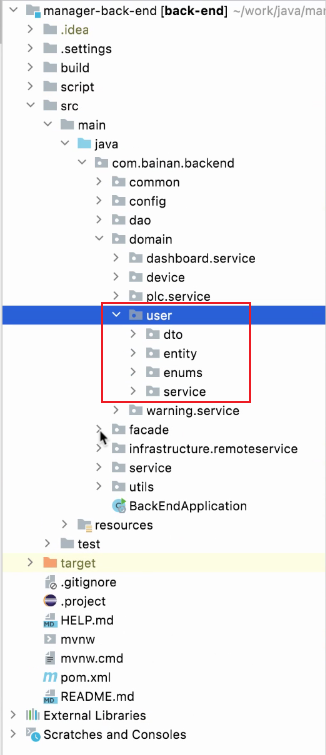 manager-back-end [back-end] ~/work/java/mar
.idea
.settings
build
script
src
main
java
com.bainan.backend
common
config
dao
domain
dashboard.service
device
plc.service
user
dto
entity
enums
service
warning.service
facade
infrastructure.remoteservice
service
utils
BackEndApplication
resources
test
target
.gitignore
.project
MD HELP.md
mvnw
mvnw.cmd
m pom.xml
MD README.md
External Libraries
Scratches and Consoles